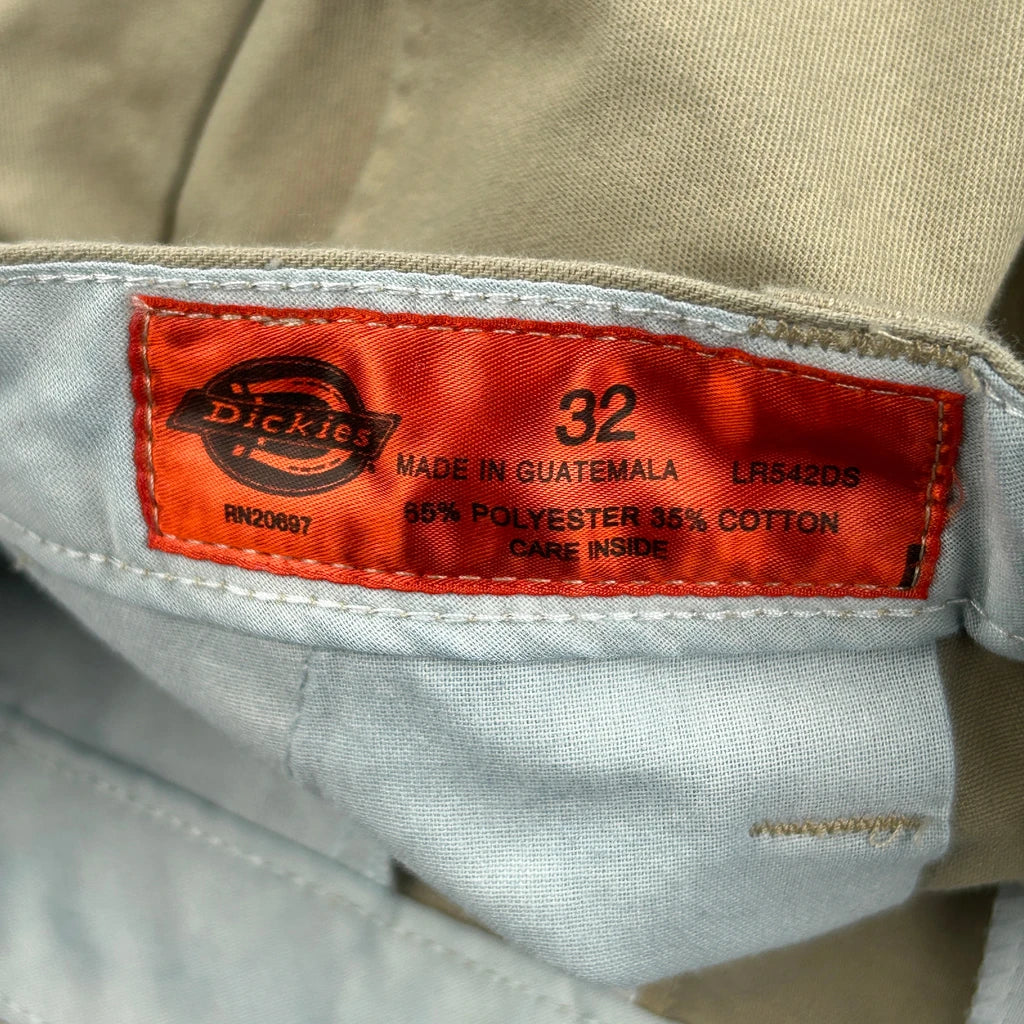 Dickies
32
MADE IN GUATEMALA LR542DS
RN20697
65% POLYESTER 35% COTTON
CARE INSIDE